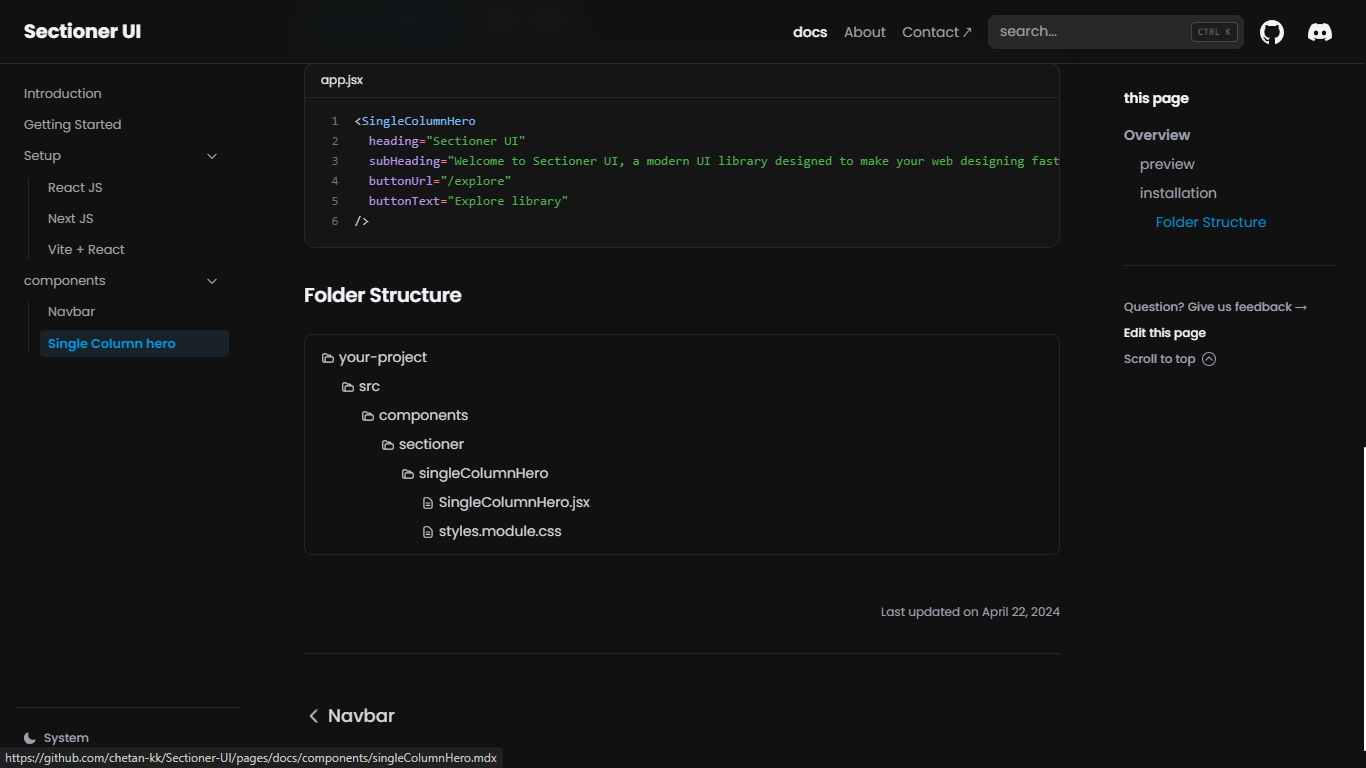 Sectioner UI
docs About Contact ↗ search... CTRL K
Introduction
Getting Started
Setup
React JS
Next JS
Vite + React
components
Navbar
Single Column hero
app.jsx
1 <SingleColumnHero
2 heading="Sectioner UI"
3 subHeading="Welcome to Sectioner UI, a modern UI library designed to make your web designing fast
4 buttonUrl="/explore"
5 buttonText="Explore library"
6 />
Folder Structure
your-project
src
components
sectioner
singleColumnHero
SingleColumnHero.jsx
styles.module.css
Last updated on April 22, 2024
Navbar
this page
Overview
preview
installation
Folder Structure
Question? Give us feedback →
Edit this page
Scroll to top
System
https://github.com/chetan-kk/Sectioner-UI/pages/docs/components/singleColumnHero.mdx